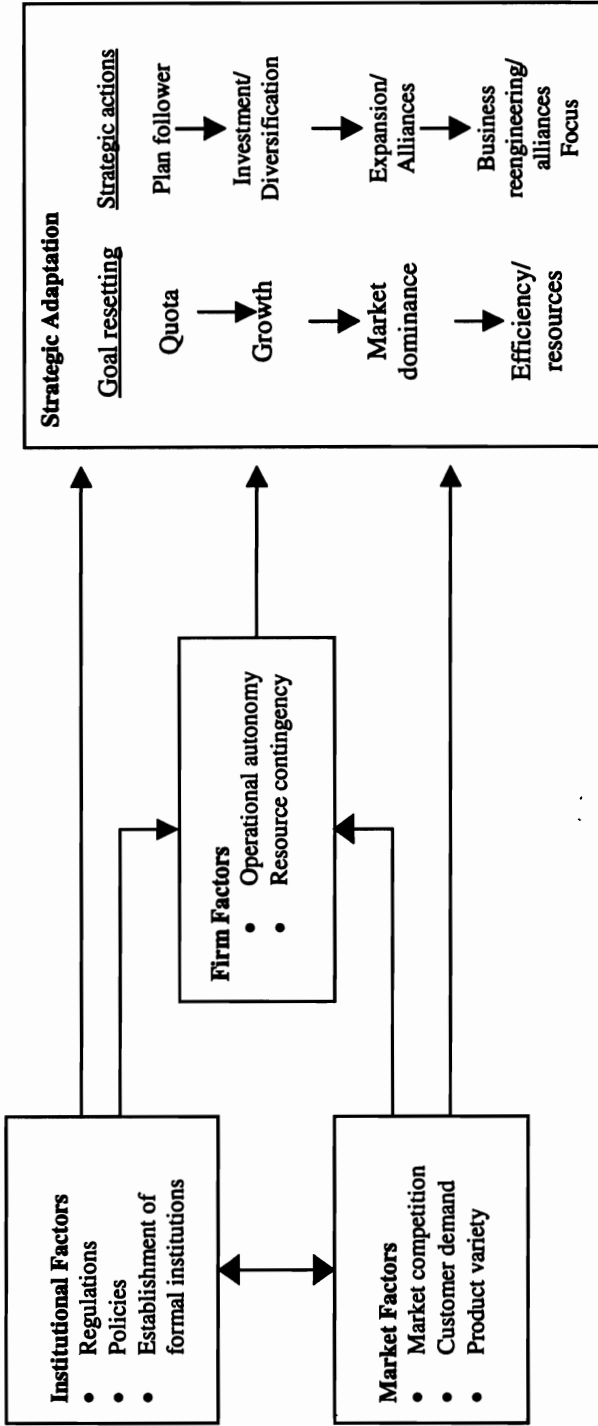 Institutional Factors
• Regulations
• Policies
• Establishment of
formal institutions
Market Factors
• Market competition
• Customer demand
• Product variety
Firm Factors
• Operational autonomy
• Resource contingency
Strategic Adaptation
Goal resetting
Quota
Growth
Market
dominance
Efficiency/
resources
Strategic actions
Plan follower
Investment/
Diversification
Expansion/
Alliances
Business
reengineering/
alliances
Focus